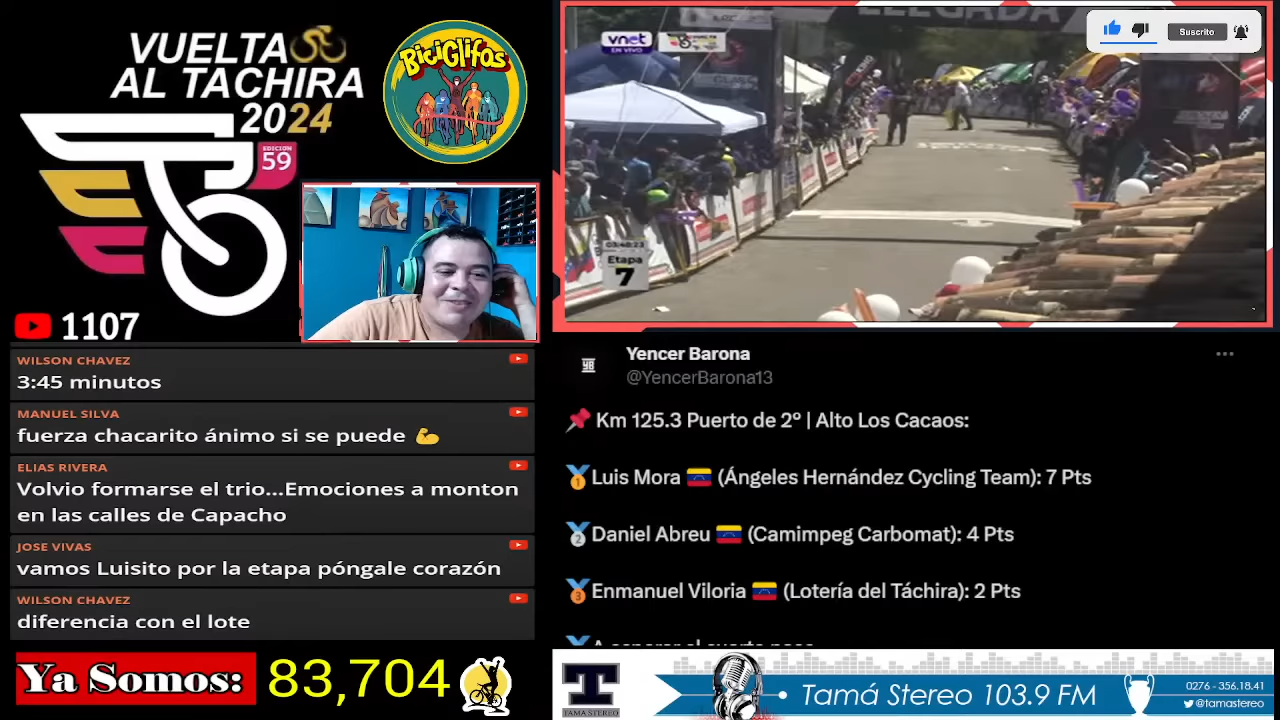 VUELTA
AL TACHIRA
2024
EDICION
59
BiciGlifos
1107
WILSON CHAVEZ
3:45 minutos
MANUEL SILVA
fuerza chacarito ánimo si se puede 💪
ELIAS RIVERA
Volvio formarse el trio...Emociones a monton
en las calles de Capacho
JOSE VIVAS
vamos Luisito por la etapa póngale corazón
WILSON CHAVEZ
diferencia con el lote
Ya Somos: 83,704
LLEGADA
vnet
EN VIVO
Suscrito
03:48:23
Etapa
7
Yencer Barona
@YencerBarona13
📌 Km 125.3 Puerto de 2º | Alto Los Cacaos:
🥇Luis Mora 🇻🇪 (Ángeles Hernández Cycling Team): 7 Pts
🥈Daniel Abreu 🇻🇪 (Camimpeg Carbomat): 4 Pts
🥉Enmanuel Viloria 🇻🇪 (Lotería del Táchira): 2 Pts
T
TAMA STEREO
Tamá Stereo 103.9 FM
0276 - 356.18.41
@tamastereo